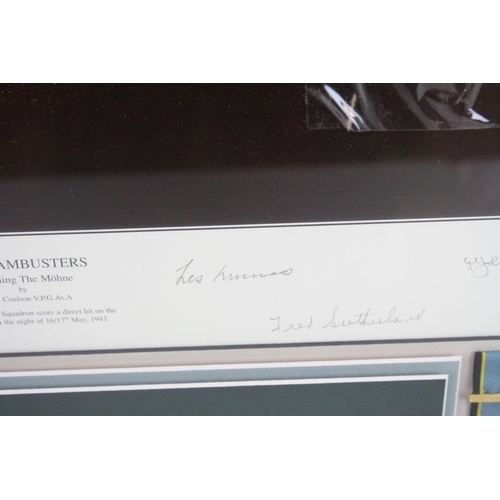 AMBUSTERS
ing The Möhne
by
Coulson V.P.G.Av.A
Squadron score a direct hit on the
the night of 16/17th May, 1943.
Les Munro
Fred Sutherland